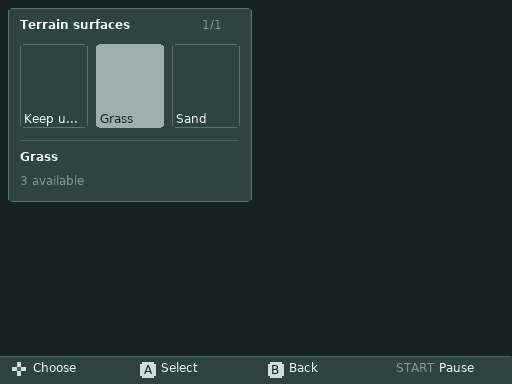 Terrain surfaces 1/1
Keep u... Grass Sand
Grass
3 available
Choose A Select B Back START Pause